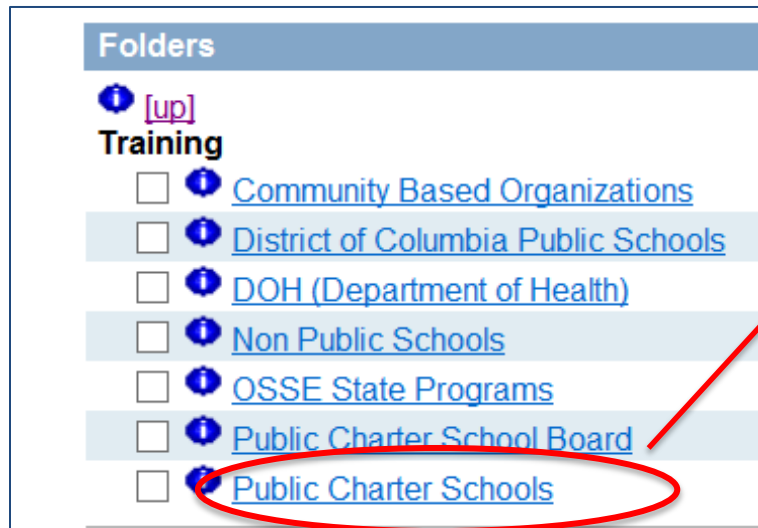 Folders
[up]
Training
Community Based Organizations
District of Columbia Public Schools
DOH (Department of Health)
Non Public Schools
OSSE State Programs
Public Charter School Board
Public Charter Schools